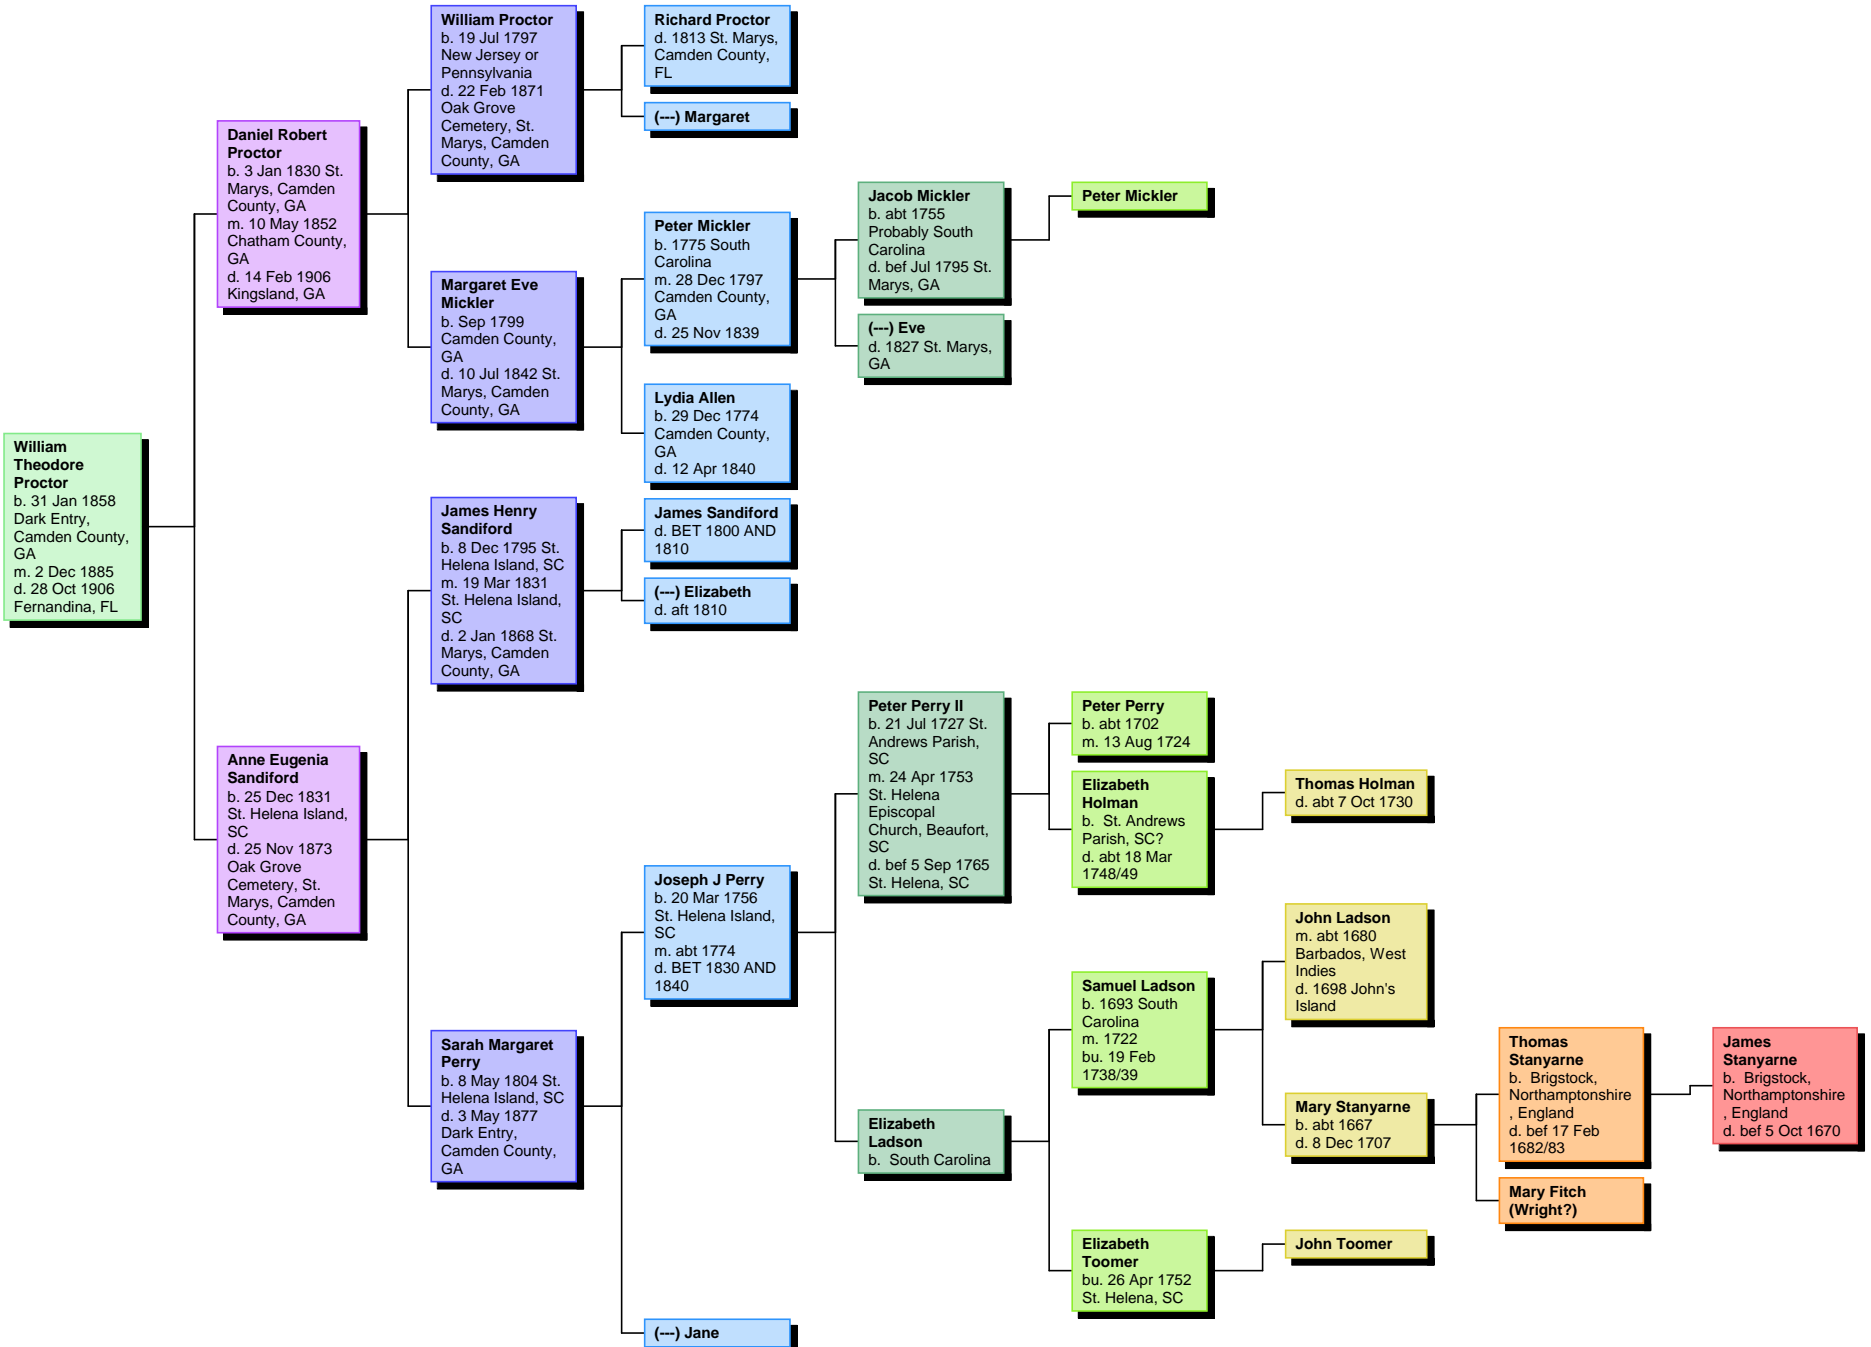 William
Theodore
Proctor
b. 31 Jan 1858
Dark Entry,
Camden County,
GA
m. 2 Dec 1885
d. 28 Oct 1906
Fernandina, FL
Daniel Robert
Proctor
b. 3 Jan 1830 St.
Marys, Camden
County, GA
m. 10 May 1852
Chatham County,
GA
d. 14 Feb 1906
Kingsland, GA
Anne Eugenia
Sandiford
b. 25 Dec 1831
St. Helena Island,
SC
d. 25 Nov 1873
Oak Grove
Cemetery, St.
Marys, Camden
County, GA
William Proctor
b. 19 Jul 1797
New Jersey or
Pennsylvania
d. 22 Feb 1871
Oak Grove
Cemetery, St.
Marys, Camden
County, GA
Margaret Eve
Mickler
b. Sep 1799
Camden County,
GA
d. 10 Jul 1842 St.
Marys, Camden
County, GA
James Henry
Sandiford
b. 8 Dec 1795 St.
Helena Island, SC
m. 19 Mar 1831
St. Helena Island,
SC
d. 2 Jan 1868 St.
Marys, Camden
County, GA
Sarah Margaret
Perry
b. 8 May 1804 St.
Helena Island, SC
d. 3 May 1877
Dark Entry,
Camden County,
GA
Richard Proctor
d. 1813 St. Marys,
Camden County,
FL
(---) Margaret
Peter Mickler
b. 1775 South
Carolina
m. 28 Dec 1797
Camden County,
GA
d. 25 Nov 1839
Lydia Allen
b. 29 Dec 1774
Camden County,
GA
d. 12 Apr 1840
James Sandiford
d. BET 1800 AND
1810
(---) Elizabeth
d. aft 1810
Joseph J Perry
b. 20 Mar 1756
St. Helena Island,
SC
m. abt 1774
d. BET 1830 AND
1840
(---) Jane
Jacob Mickler
b. abt 1755
Probably South
Carolina
d. bef Jul 1795 St.
Marys, GA
(---) Eve
d. 1827 St. Marys,
GA
Peter Perry II
b. 21 Jul 1727 St.
Andrews Parish,
SC
m. 24 Apr 1753
St. Helena
Episcopal
Church, Beaufort,
SC
d. bef 5 Sep 1765
St. Helena, SC
Elizabeth
Ladson
b.  South Carolina
Peter Mickler
Peter Perry
b. abt 1702
m. 13 Aug 1724
Elizabeth
Holman
b.  St. Andrews
Parish, SC?
d. abt 18 Mar
1748/49
Samuel Ladson
b. 1693 South
Carolina
m. 1722
bu. 19 Feb
1738/39
Elizabeth
Toomer
bu. 26 Apr 1752
St. Helena, SC
Thomas Holman
d. abt 7 Oct 1730
John Ladson
m. abt 1680
Barbados, West
Indies
d. 1698 John's
Island
Mary Stanyarne
b. abt 1667
d. 8 Dec 1707
John Toomer
Thomas
Stanyarne
b.  Brigstock,
Northamptonshire
, England
d. bef 17 Feb
1682/83
Mary Fitch
(Wright?)
James
Stanyarne
b.  Brigstock,
Northamptonshire
, England
d. bef 5 Oct 1670